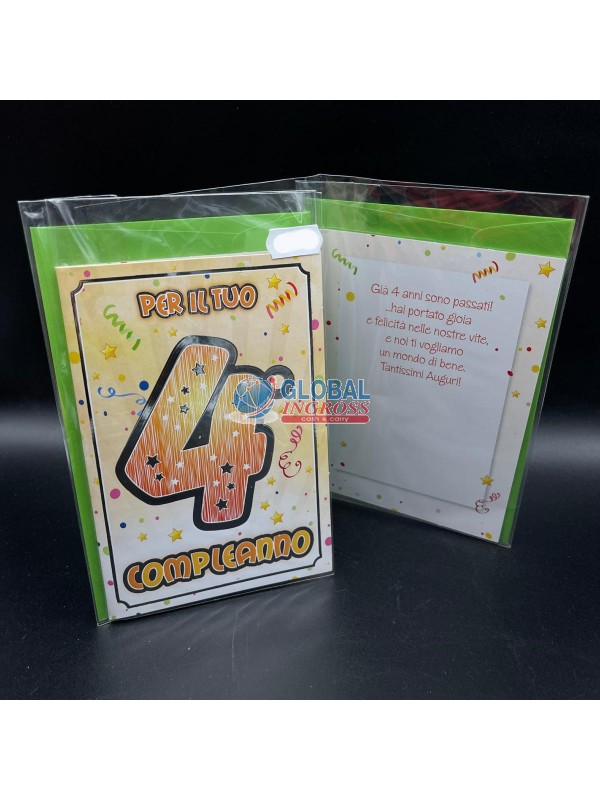 PER IL TUO
4°
COMPLEANNO
Già 4 anni sono passati!
...hai portato gioia
e felicità nelle nostre vite,
e noi ti vogliamo
un mondo di bene.
Tantissimi Auguri!
GLOBAL
INGROSS
cash & carry